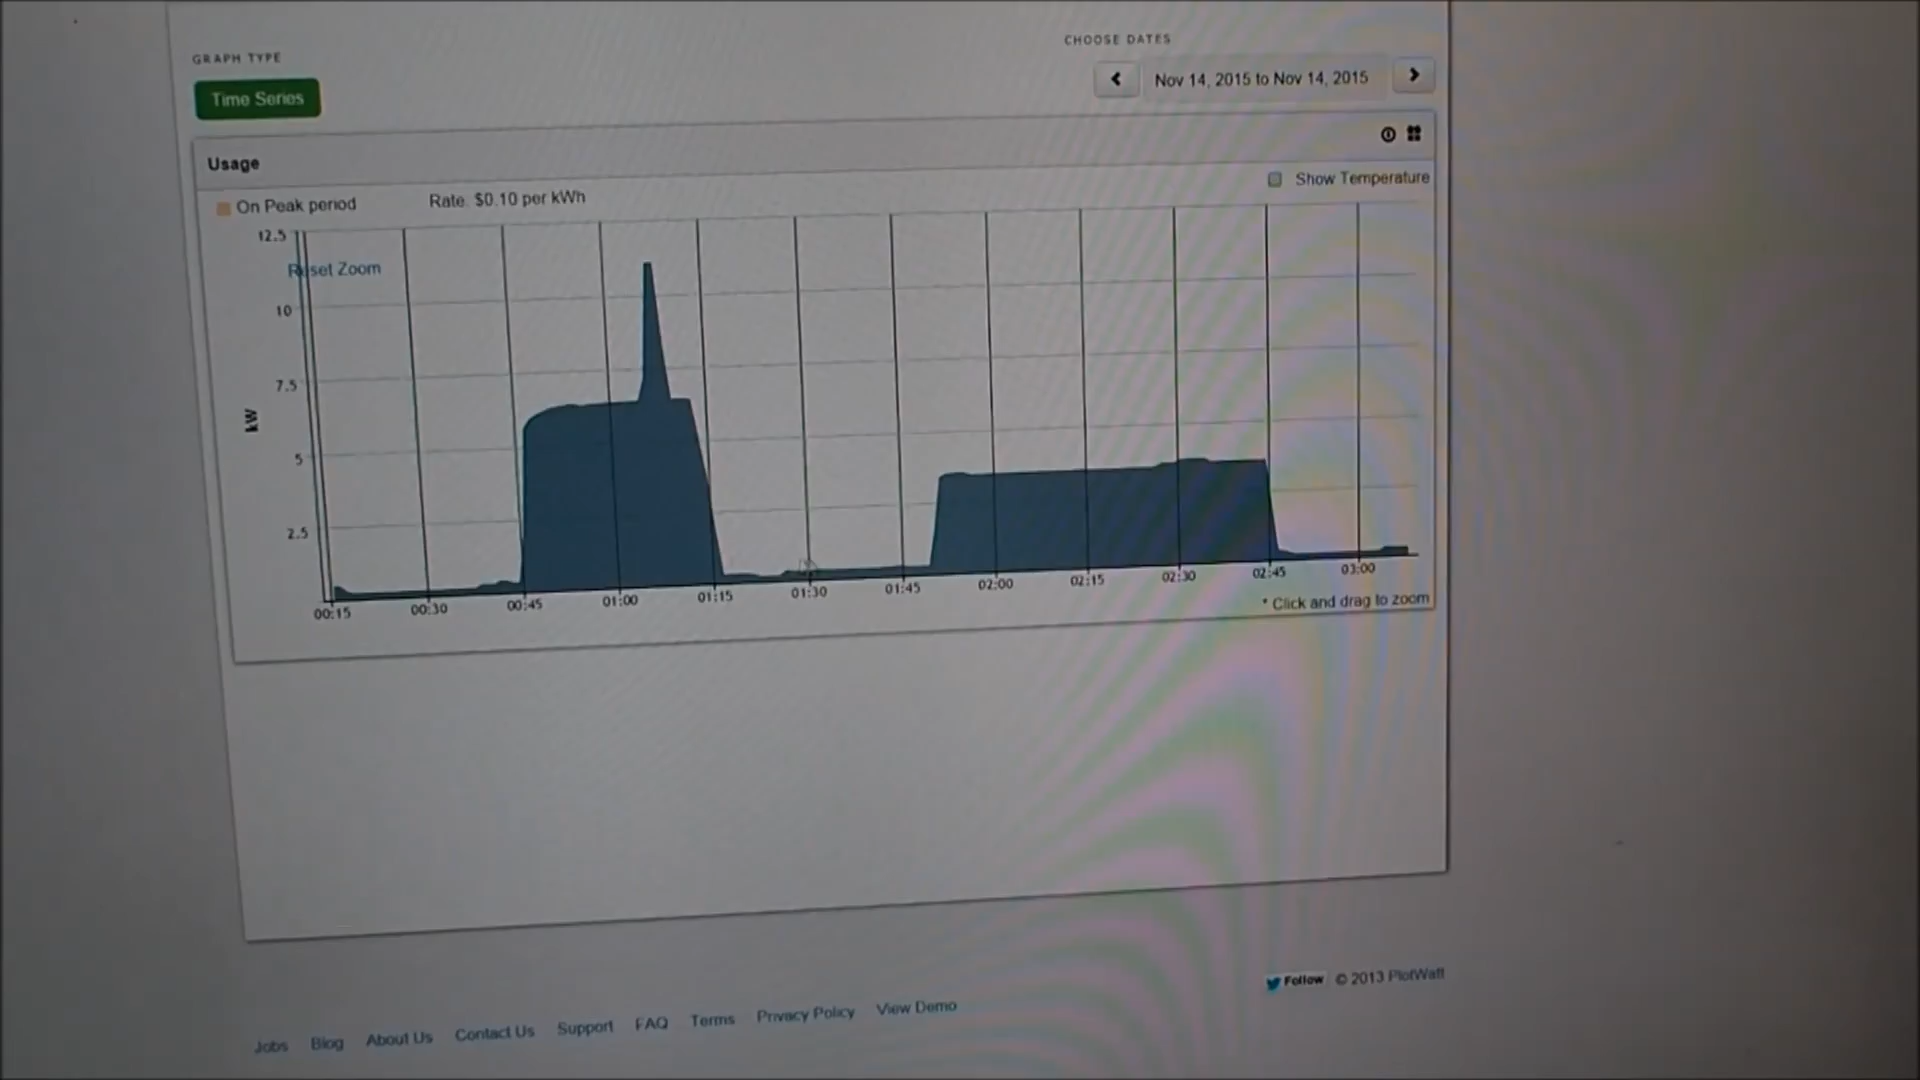 GRAPH TYPE
CHOOSE DATES
Time Series
Nov 14, 2015 to Nov 14, 2015
Usage
On Peak period
Rate. $0.10 per kWh
Show Temperature
12.5
Reset Zoom
10
7.5
kW
5
2.5
00:15 00:30 00:45 01:00 01:15 01:30 01:45 02:00 02:15 02:30 02:45 03:00
* Click and drag to zoom
Follow © 2013 PlotWatt
Jobs Blog About Us Contact Us Support FAQ Terms Privacy Policy View Demo